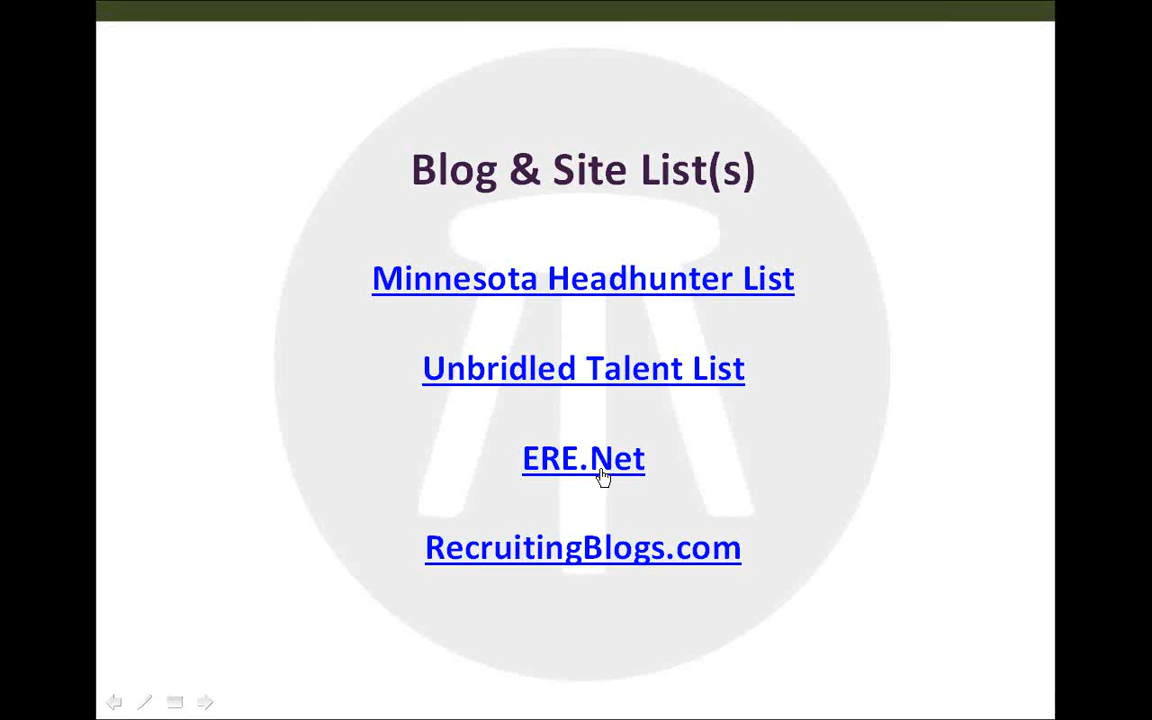 Blog & Site List(s)
Minnesota Headhunter List
Unbridled Talent List
ERE.Net
RecruitingBlogs.com